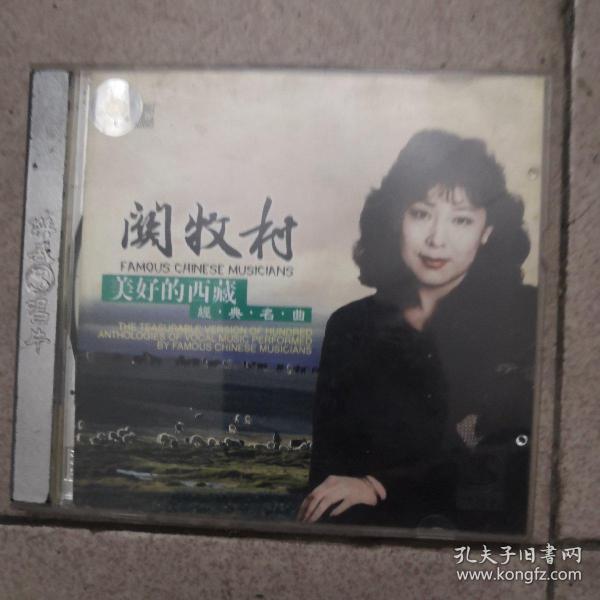 関牧村
FAMOUS CHINESE MUSICIANS
美好的西藏
經·典·名·曲
THE TEASURABLE VERSION OF HUNDRED
ANTHOLOGIES OF VOCAL MUSIC PERFORMED
BY FAMOUS CHINESE MUSICIANS
孔夫子旧书网
www.kongfz.com